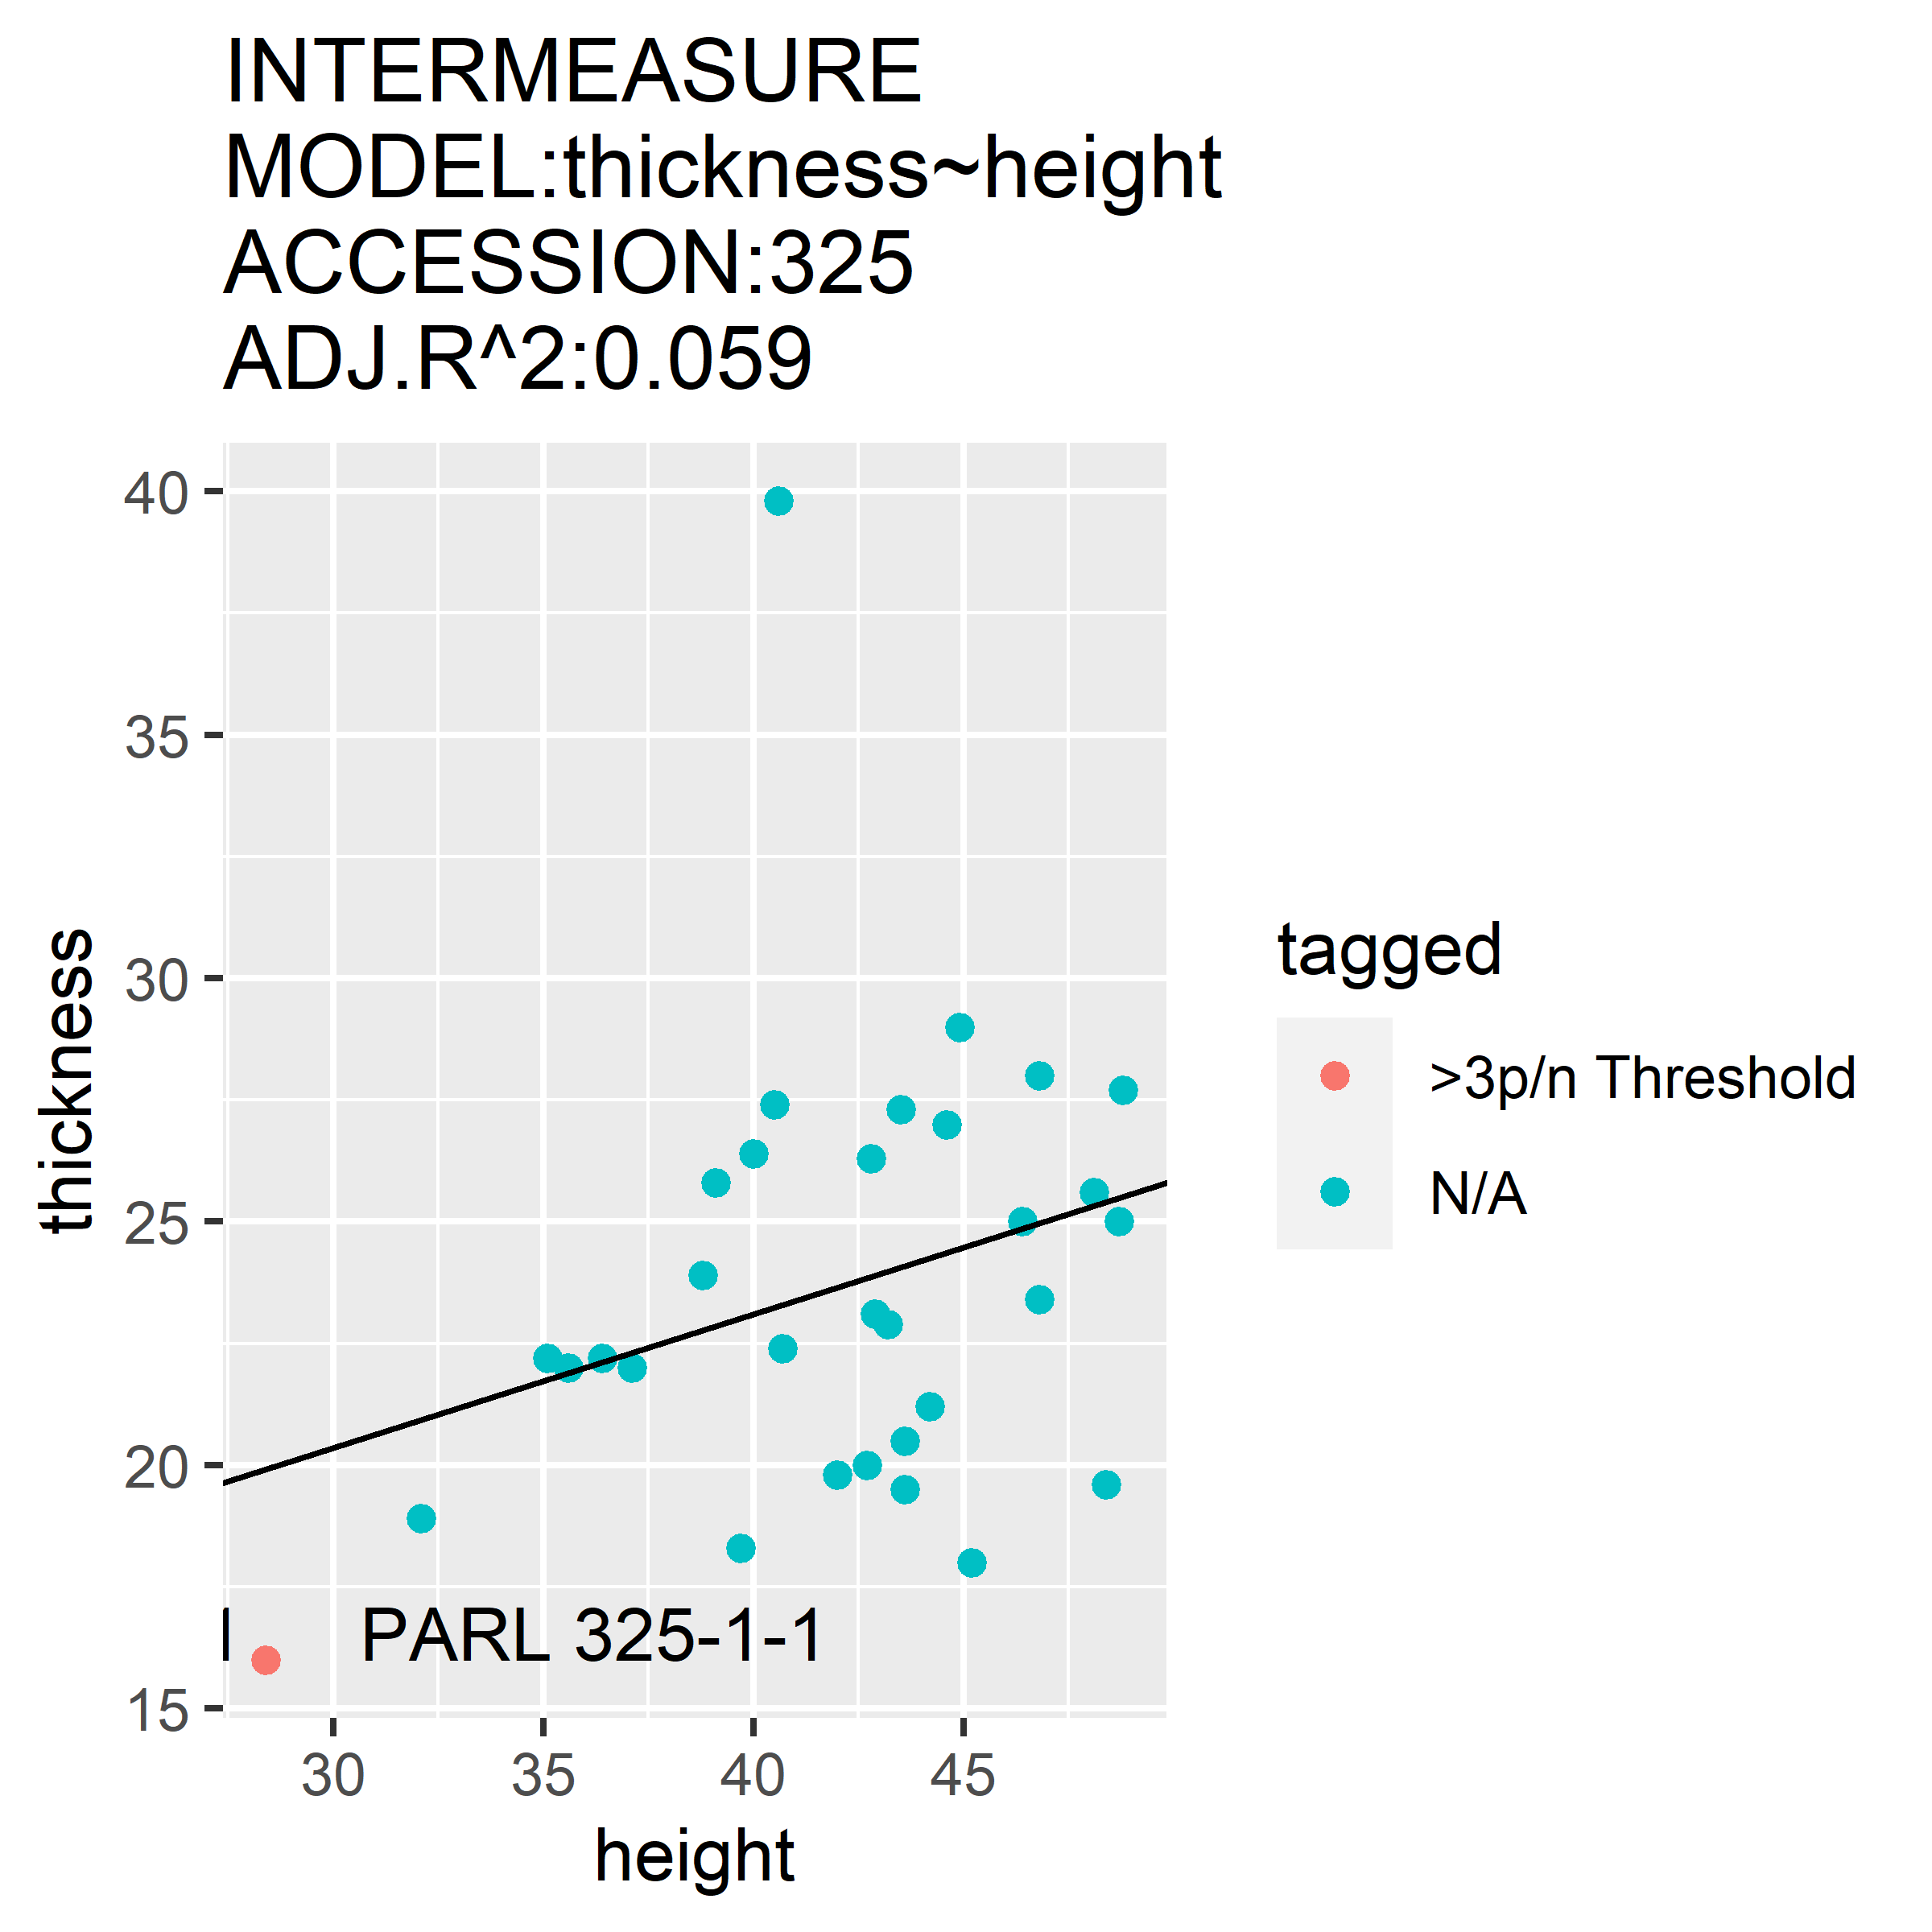 INTERMEASURE
MODEL:thickness~height
ACCESSION:325
ADJ.R^2:0.059
40
35
30
25
20
15
thickness
PARL 325-1-1
30 35 40 45
height
tagged
>3p/n Threshold
N/A